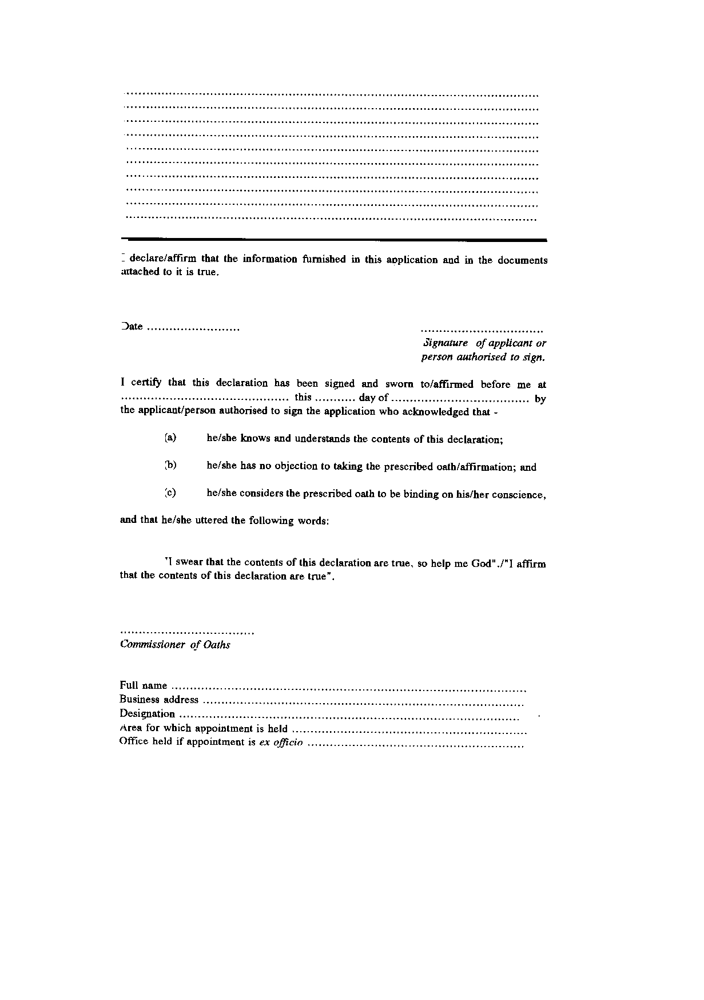 ........................................................................................................
........................................................................................................
........................................................................................................
........................................................................................................
........................................................................................................
........................................................................................................
........................................................................................................
........................................................................................................
........................................................................................................
........................................................................................................
I declare/affirm that the information furnished in this application and in the documents
attached to it is true.
Date ......................... .................................
Signature of applicant or
person authorised to sign.
I certify that this declaration has been signed and sworn to/affirmed before me at
............................................. this ........... day of ..................................... by
the applicant/person authorised to sign the application who acknowledged that -
(a) he/she knows and understands the contents of this declaration;
(b) he/she has no objection to taking the prescribed oath/affirmation; and
(c) he/she considers the prescribed oath to be binding on his/her conscience,
and that he/she uttered the following words:
"I swear that the contents of this declaration are true, so help me God"./"I affirm
that the contents of this declaration are true".
....................................
Commissioner of Oaths
Full name ................................................................................................
Business address ......................................................................................
Designation ............................................................................................
Area for which appointment is held ...............................................................
Office held if appointment is ex officio ..........................................................